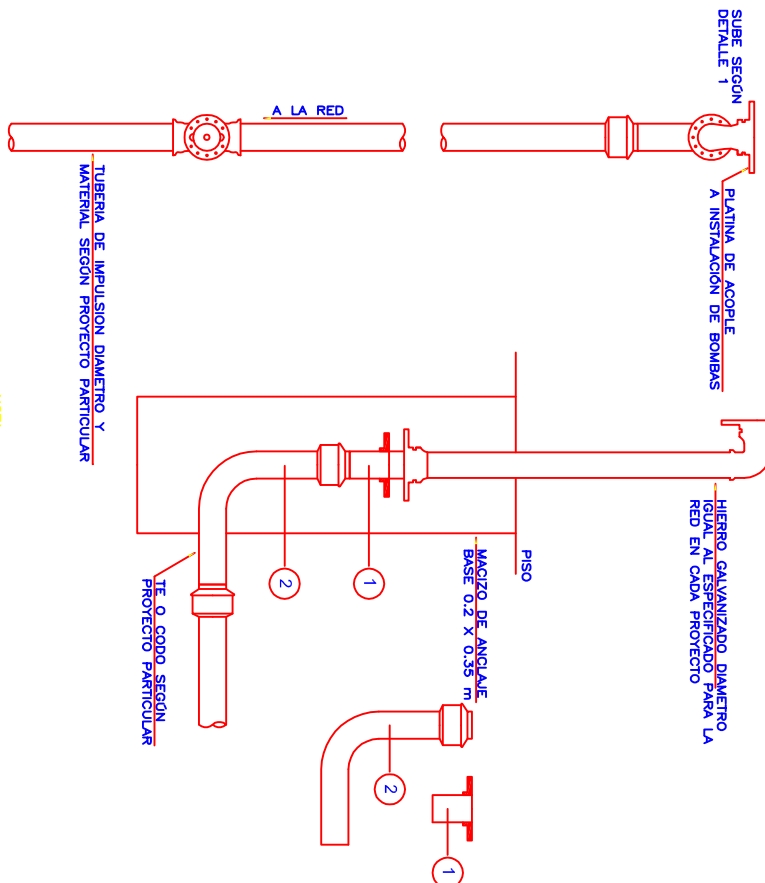 SUBE SEGÚN
DETALLE 1
A LA RED
PLATINA DE ACOPLE
A INSTALACIÓN DE BOMBAS
TUBERIA DE IMPULSION DIAMETRO Y
MATERIAL SEGÚN PROYECTO PARTICULAR
HIERRO GALVANIZADO DIAMETRO
IGUAL AL ESPECIFICADO PARA LA
RED EN CADA PROYECTO
PISO
MACIZO DE ANCLAJE
BASE 0.2 X 0.35 m
1
2
TE O CODO SEGÚN
PROYECTO PARTICULAR
2
1